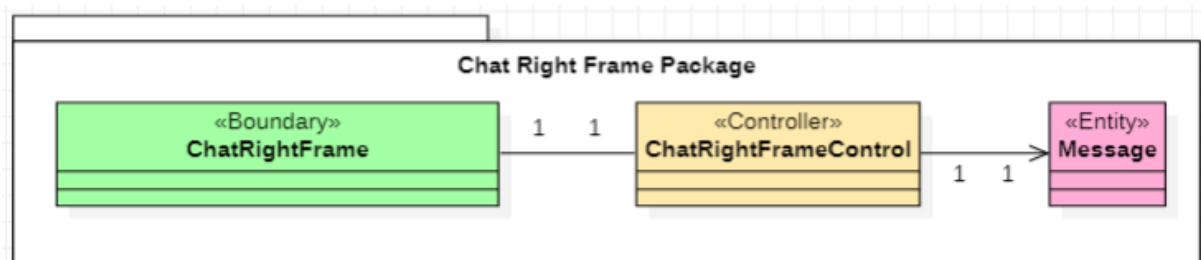 Chat Right Frame Package
«Boundary»
ChatRightFrame
1 1
«Controller»
ChatRightFrameControl
1 1
«Entity»
Message